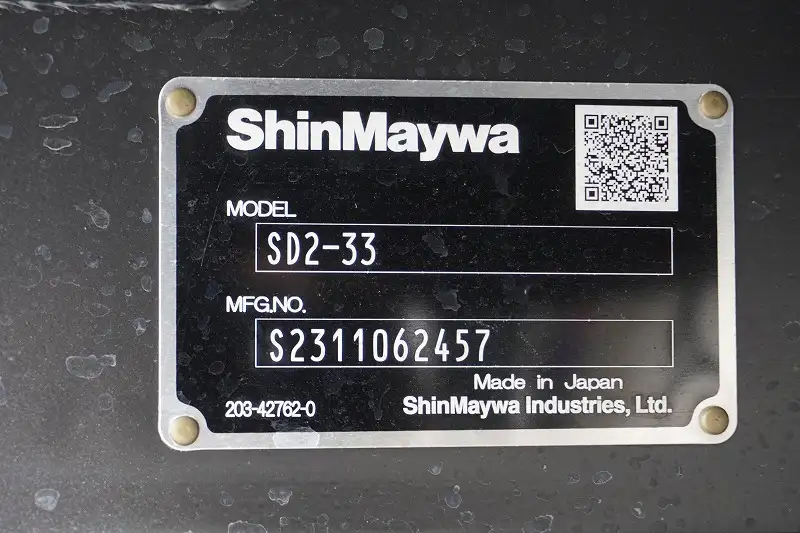 ShinMaywa
MODEL
SD2-33
MFG.NO.
S2311062457
Made in Japan
203-42762-0
ShinMaywa Industries, Ltd.